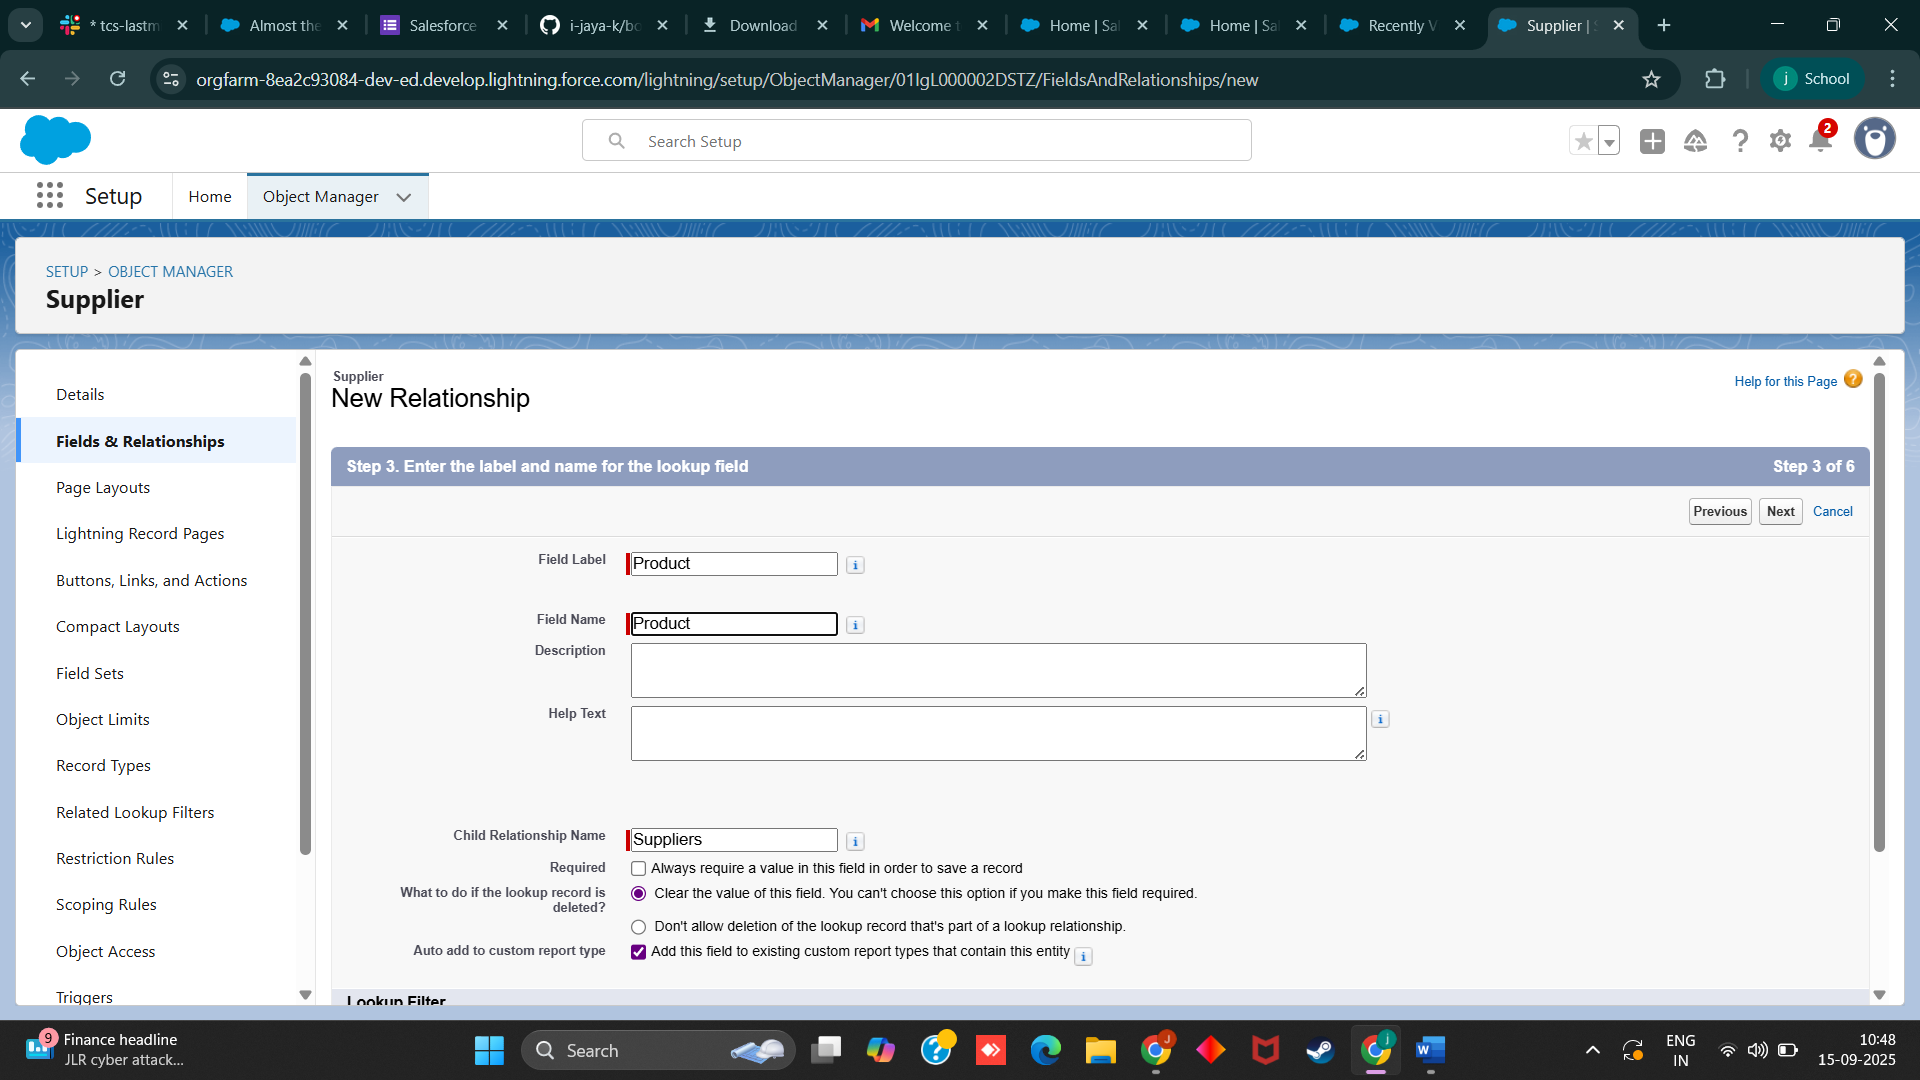 * tcs-lastm
Almost the
Salesforce
i-jaya-k/bo
Download
Welcome t
Home | Sal
Home | Sal
Recently V
Supplier | S
orgfarm-8ea2c93084-dev-ed.develop.lightning.force.com/lightning/setup/ObjectManager/01IgL000002DSTZ/FieldsAndRelationships/new
j School
Search Setup
2
Setup
Home
Object Manager
SETUP > OBJECT MANAGER
Supplier
Details
Fields & Relationships
Page Layouts
Lightning Record Pages
Buttons, Links, and Actions
Compact Layouts
Field Sets
Object Limits
Record Types
Related Lookup Filters
Restriction Rules
Scoping Rules
Object Access
Triggers
Supplier
New Relationship
Help for this Page ?
Step 3. Enter the label and name for the lookup field
Step 3 of 6
Previous
Next
Cancel
Field Label
Product
i
Field Name
Product
i
Description
Help Text
i
Child Relationship Name
Suppliers
i
Required
Always require a value in this field in order to save a record
What to do if the lookup record is
deleted?
Clear the value of this field. You can't choose this option if you make this field required.
Don't allow deletion of the lookup record that's part of a lookup relationship.
Auto add to custom report type
Add this field to existing custom report types that contain this entity
i
Lookup Filter
9
Finance headline
JLR cyber attack...
Search
J
j
W
ENG
IN
10:48
15-09-2025